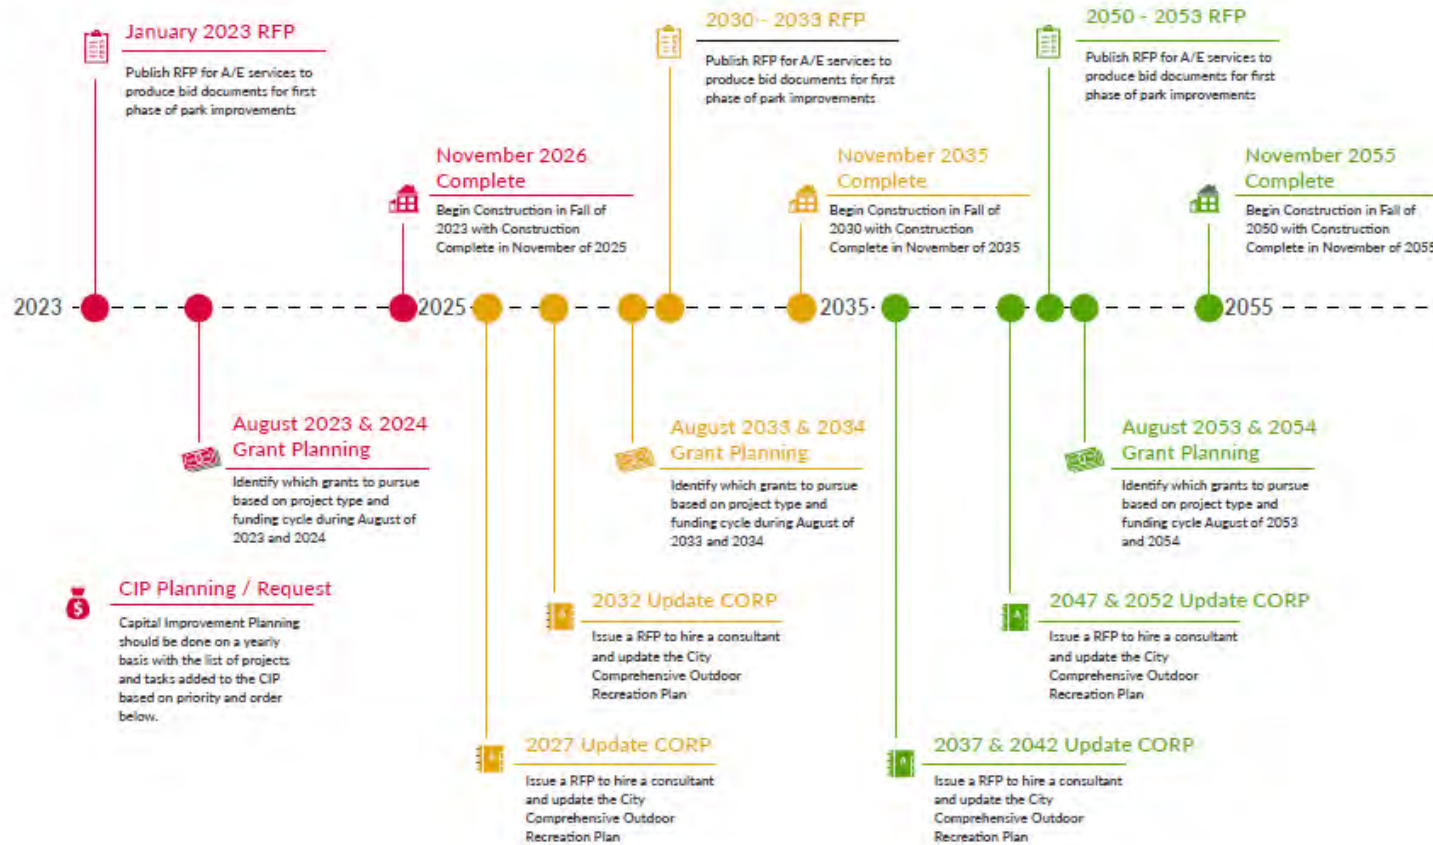 January 2023 RFP
Publish RFP for A/E services to
produce bid documents for first
phase of park improvements
2030 - 2033 RFP
Publish RFP for A/E services to
produce bid documents for first
phase of park improvements
2050 - 2053 RFP
Publish RFP for A/E services to
produce bid documents for first
phase of park improvements
November 2026
Complete
Begin Construction in Fall of
2023 with Construction
Complete in November of 2025
November 2035
Complete
Begin Construction in Fall of
2030 with Construction
Complete in November of 2035
November 2055
Complete
Begin Construction in Fall of
2050 with Construction
Complete in November of 2055
2023
2025
2035
2055
August 2023 & 2024
Grant Planning
Identify which grants to pursue
based on project type and
funding cycle during August of
2023 and 2024
August 2033 & 2034
Grant Planning
Identify which grants to pursue
based on project type and
funding cycle during August of
2033 and 2034
August 2053 & 2054
Grant Planning
Identify which grants to pursue
based on project type and
funding cycle August of 2053
and 2054
CIP Planning / Request
Capital Improvement Planning
should be done on a yearly
basis with the list of projects
and tasks added to the CIP
based on priority and order
below.
2032 Update CORP
Issue a RFP to hire a consultant
and update the City
Comprehensive Outdoor
Recreation Plan
2047 & 2052 Update CORP
Issue a RFP to hire a consultant
and update the City
Comprehensive Outdoor
Recreation Plan
2027 Update CORP
Issue a RFP to hire a consultant
and update the City
Comprehensive Outdoor
Recreation Plan
2037 & 2042 Update CORP
Issue a RFP to hire a consultant
and update the City
Comprehensive Outdoor
Recreation Plan